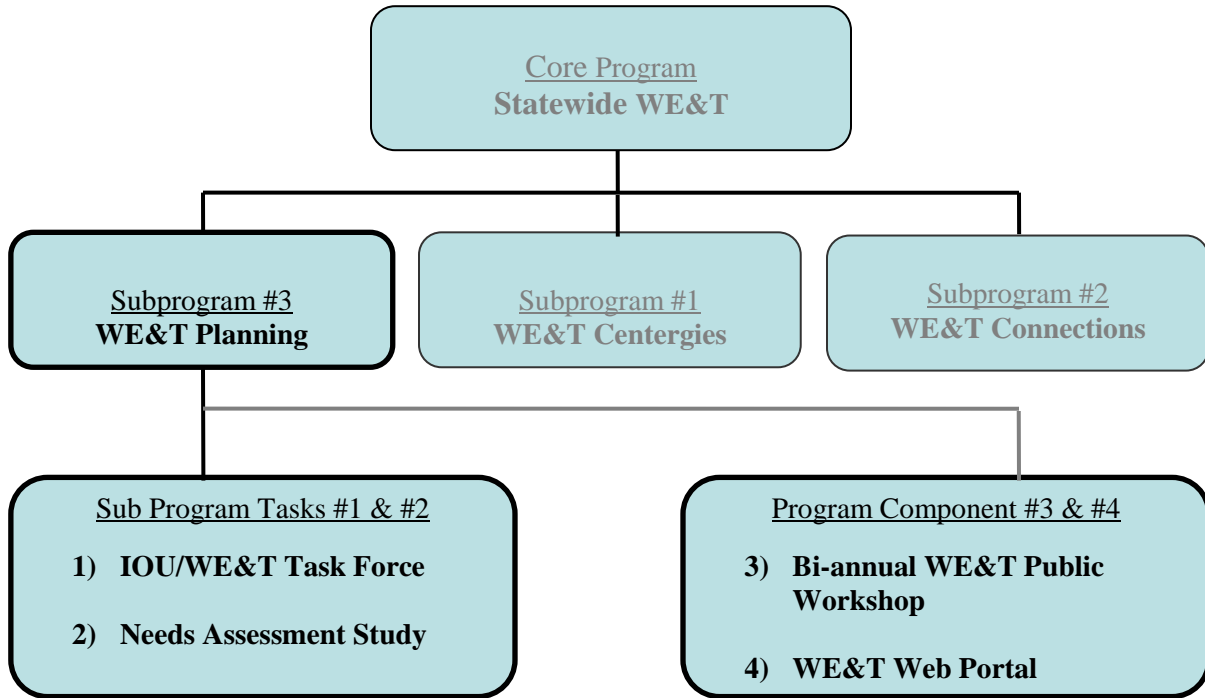 Core Program
Statewide WE&T
Subprogram #3
WE&T Planning
Subprogram #1
WE&T Centergies
Subprogram #2
WE&T Connections
Sub Program Tasks #1 & #2
1) IOU/WE&T Task Force
2) Needs Assessment Study
Program Component #3 & #4
3) Bi-annual WE&T Public
Workshop
4) WE&T Web Portal